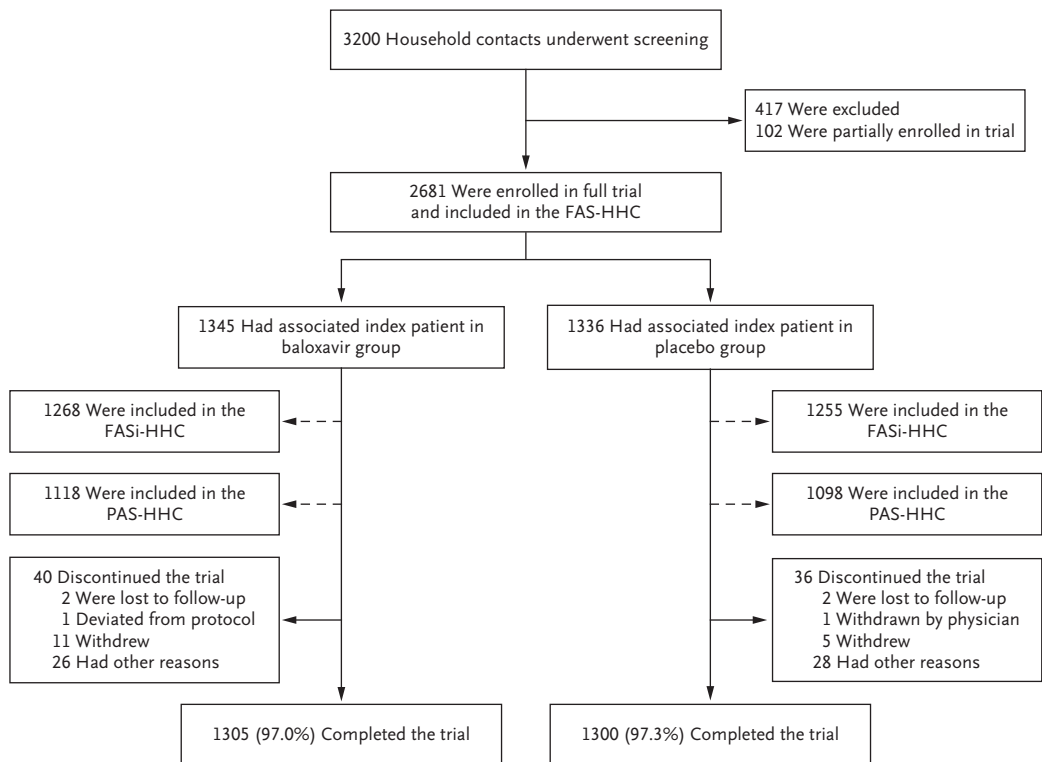 3200 Household contacts underwent screening
417 Were excluded
102 Were partially enrolled in trial
2681 Were enrolled in full trial
and included in the FAS-HHC
1345 Had associated index patient in
baloxavir group
1336 Had associated index patient in
placebo group
1268 Were included in the
FASi-HHC
1255 Were included in the
FASi-HHC
1118 Were included in the
PAS-HHC
1098 Were included in the
PAS-HHC
40 Discontinued the trial
2 Were lost to follow-up
1 Deviated from protocol
11 Withdrew
26 Had other reasons
36 Discontinued the trial
2 Were lost to follow-up
1 Withdrawn by physician
5 Withdrew
28 Had other reasons
1305 (97.0%) Completed the trial
1300 (97.3%) Completed the trial